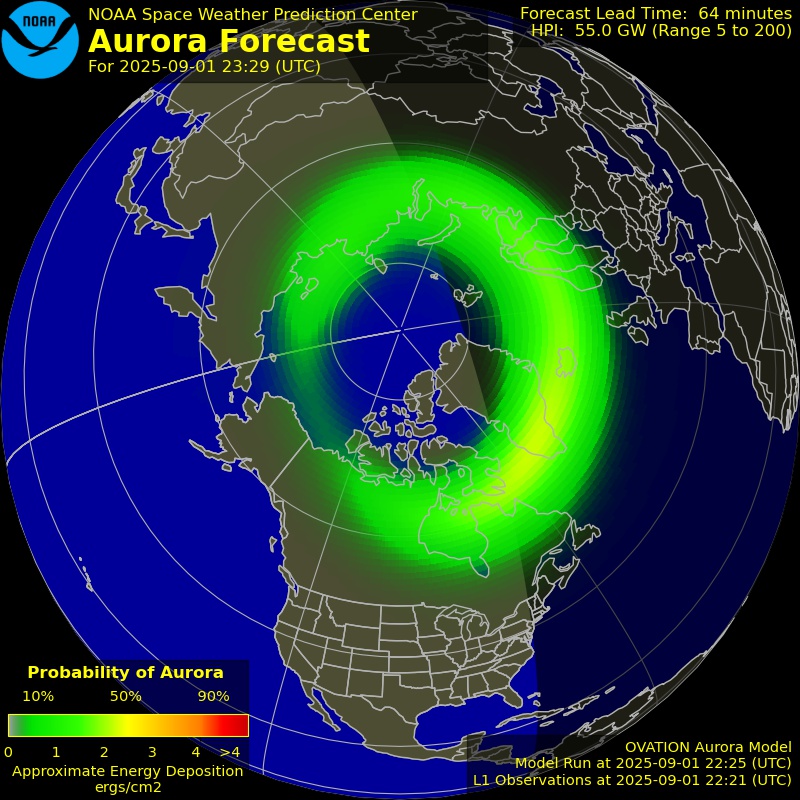 NOAA
NOAA Space Weather Prediction Center
Aurora Forecast
For 2025-09-01 23:29 (UTC)
Forecast Lead Time: 64 minutes
HPI: 55.0 GW (Range 5 to 200)
Probability of Aurora
10% 50% 90%
0 1 2 3 4 >4
Approximate Energy Deposition
ergs/cm2
OVATION Aurora Model
Model Run at 2025-09-01 22:25 (UTC)
L1 Observations at 2025-09-01 22:21 (UTC)